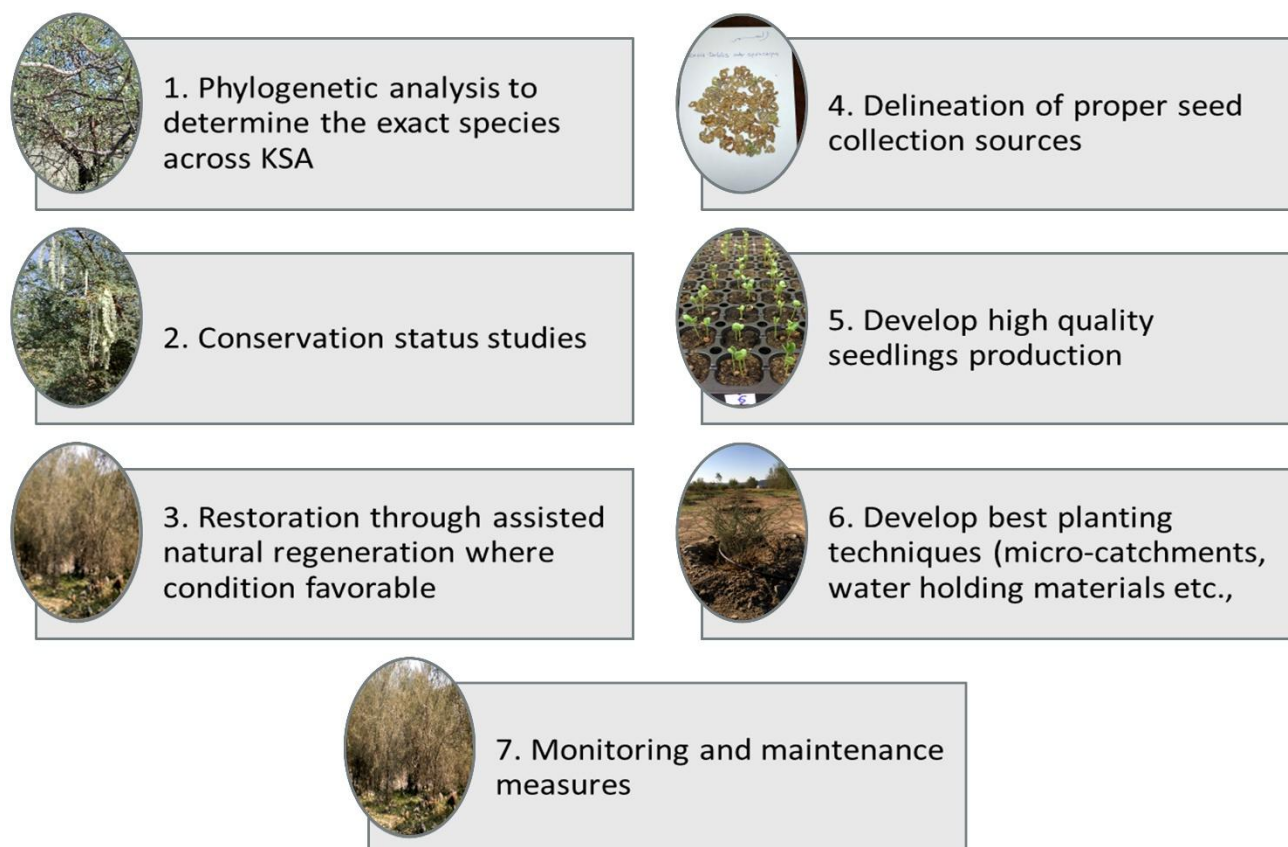 1. Phylogenetic analysis to
determine the exact species
across KSA
2. Conservation status studies
3. Restoration through assisted
natural regeneration where
condition favorable
4. Delineation of proper seed
collection sources
5. Develop high quality
seedlings production
6. Develop best planting
techniques (micro-catchments,
water holding materials etc.,
7. Monitoring and maintenance
measures